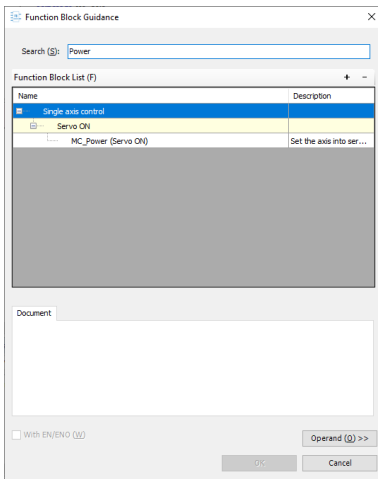 Function Block Guidance
Search (S): Power
Function Block List (F) + -
Name Description
Single axis control
Servo ON
MC_Power (Servo ON) Set the axis into ser...
Document
With EN/ENO (W)
Operand (O) >>
OK Cancel